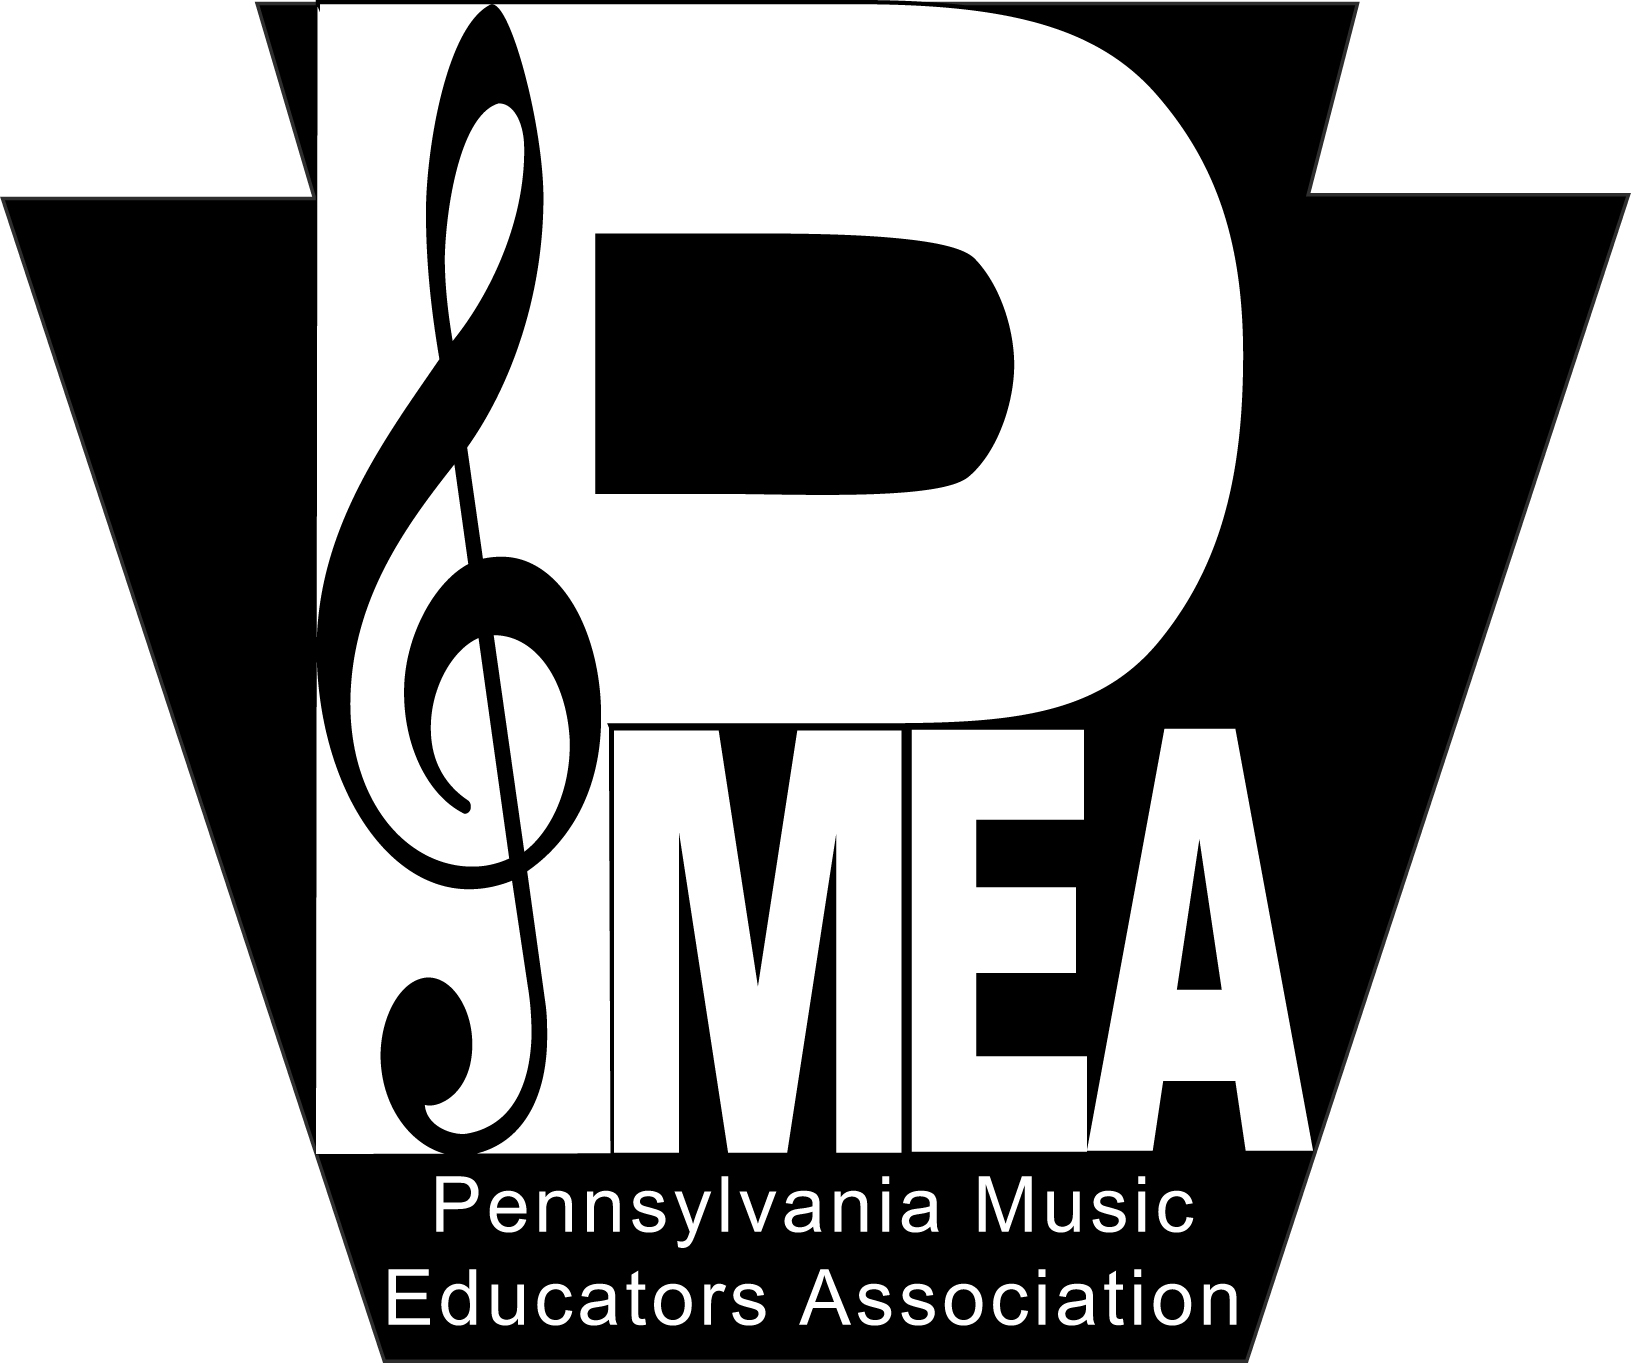 PMEA
Pennsylvania Music
Educators Association